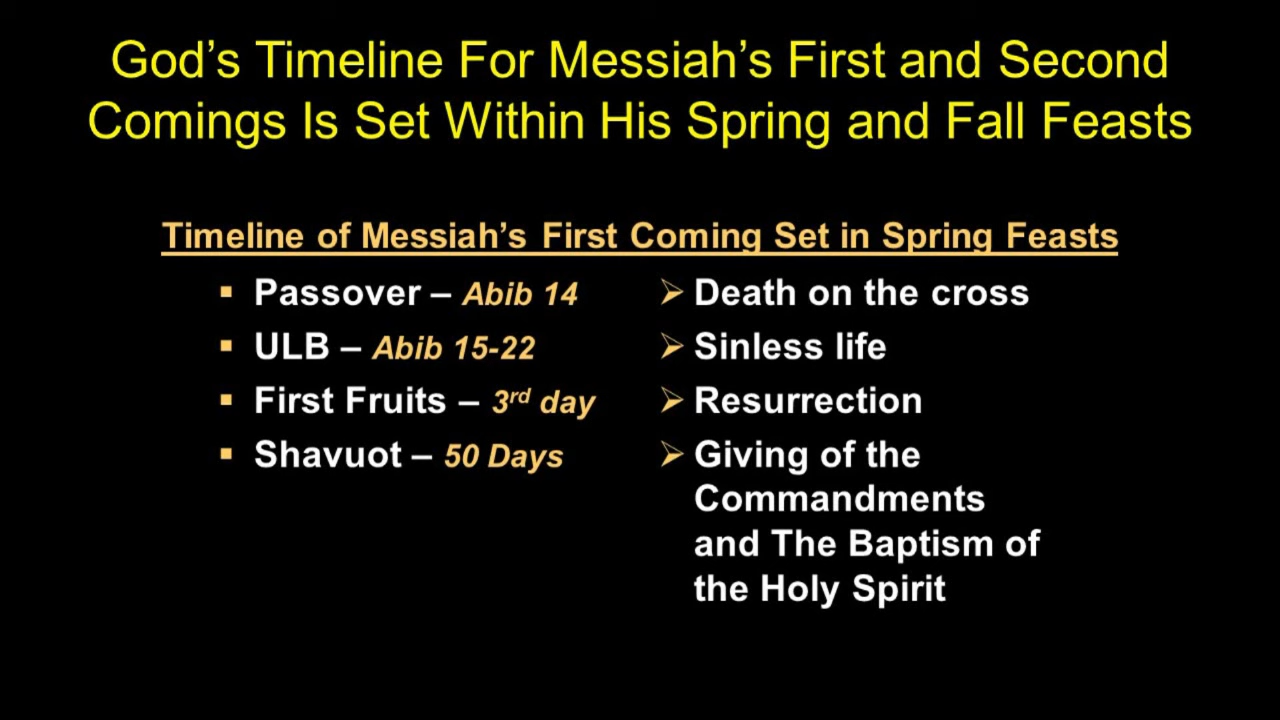 God’s Timeline For Messiah’s First and Second
Comings Is Set Within His Spring and Fall Feasts
Timeline of Messiah’s First Coming Set in Spring Feasts
▪ Passover – Abib 14
▪ ULB – Abib 15-22
▪ First Fruits – 3rd day
▪ Shavuot – 50 Days
➢ Death on the cross
➢ Sinless life
➢ Resurrection
➢ Giving of the
Commandments
and The Baptism of
the Holy Spirit